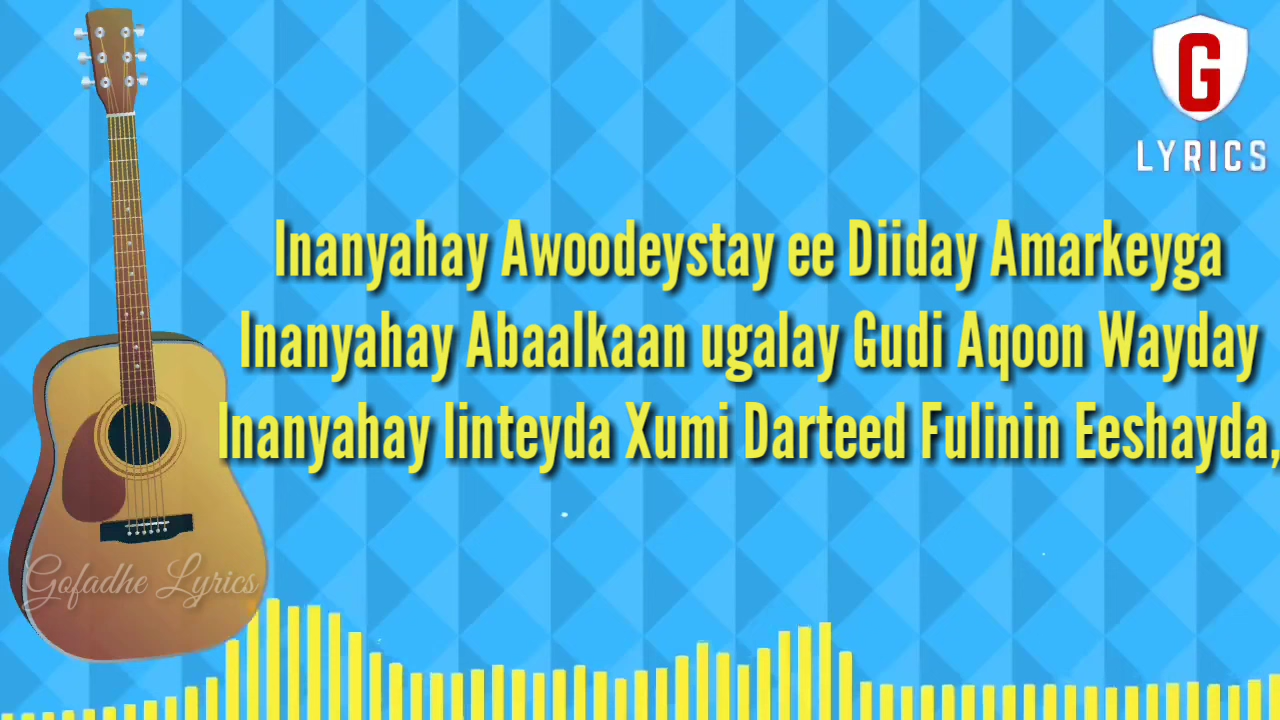 G
LYRICS
Inanyahay Awoodeystay ee Diiday Amarkeyga
Inanyahay Abaalkaan ugalay Gudi Aqoon Wayday
Inanyahay Iinteyda Xumi Darteed Fulinin Eeshayda,
Gofadhe Lyrics